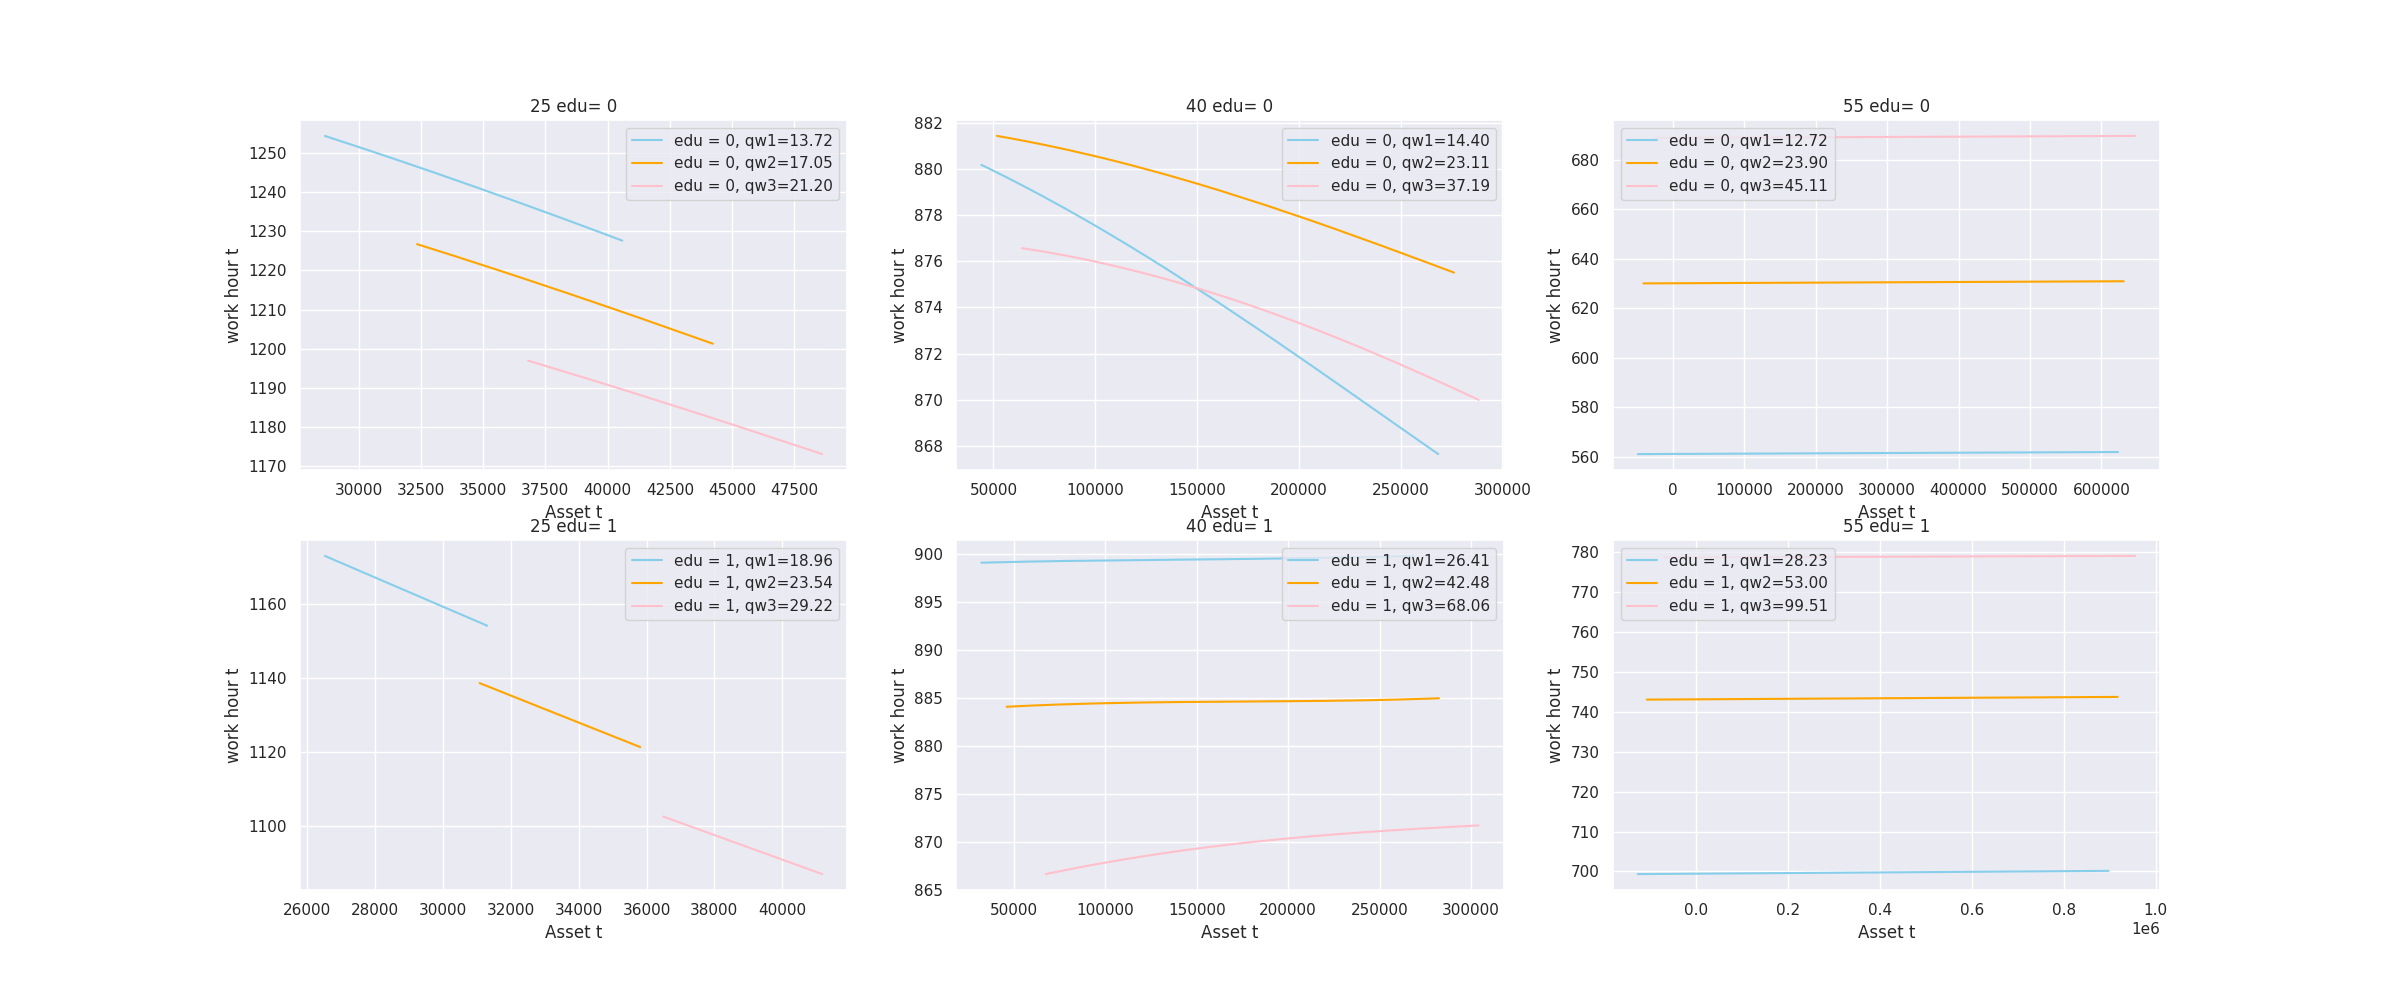 25 edu= 0
edu = 0, qw1=13.72
edu = 0, qw2=17.05
edu = 0, qw3=21.20
work hour t
1250
1240
1230
1220
1210
1200
1190
1180
1170
30000 32500 35000 37500 40000 42500 45000 47500
Asset t
40 edu= 0
edu = 0, qw1=14.40
edu = 0, qw2=23.11
edu = 0, qw3=37.19
work hour t
882
880
878
876
874
872
870
868
50000 100000 150000 200000 250000 300000
Asset t
55 edu= 0
edu = 0, qw1=12.72
edu = 0, qw2=23.90
edu = 0, qw3=45.11
work hour t
680
660
640
620
600
580
560
0 100000 200000 300000 400000 500000 600000
Asset t
25 edu= 1
edu = 1, qw1=18.96
edu = 1, qw2=23.54
edu = 1, qw3=29.22
work hour t
1160
1140
1120
1100
26000 28000 30000 32000 34000 36000 38000 40000
Asset t
40 edu= 1
edu = 1, qw1=26.41
edu = 1, qw2=42.48
edu = 1, qw3=68.06
work hour t
900
895
890
885
880
875
870
865
50000 100000 150000 200000 250000 300000
Asset t
55 edu= 1
edu = 1, qw1=28.23
edu = 1, qw2=53.00
edu = 1, qw3=99.51
work hour t
780
770
760
750
740
730
720
710
700
0.0 0.2 0.4 0.6 0.8 1.0
1e6
Asset t